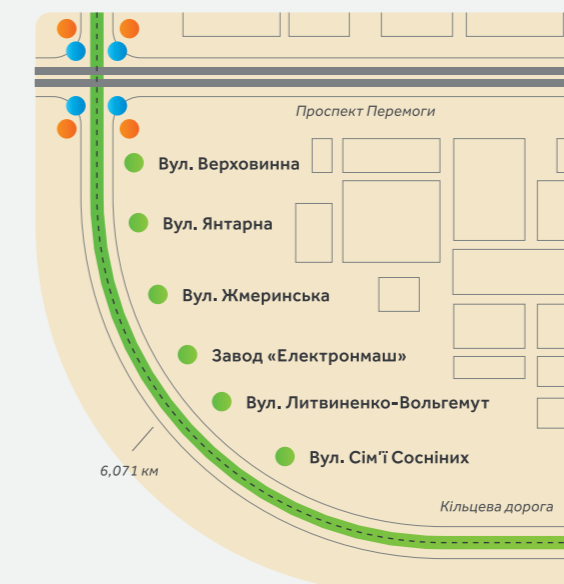 Проспект Перемоги
Вул. Верховинна
Вул. Янтарна
Вул. Жмеринська
Завод «Електронмаш»
Вул. Литвиненко-Вольгемут
Вул. Сім'ї Сосніних
6,071 км
Кільцева дорога